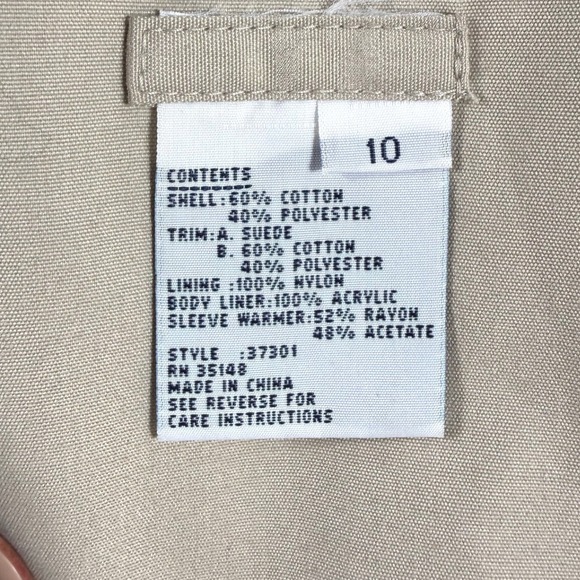 10
CONTENTS
SHELL:60% COTTON
40% POLYESTER
TRIM:A. SUEDE
B. 60% COTTON
40% POLYESTER
LINING :100% NYLON
BODY LINER:100% ACRYLIC
SLEEVE WARMER:52% RAYON
48% ACETATE
STYLE :37301
RN 35148
MADE IN CHINA
SEE REVERSE FOR
CARE INSTRUCTIONS